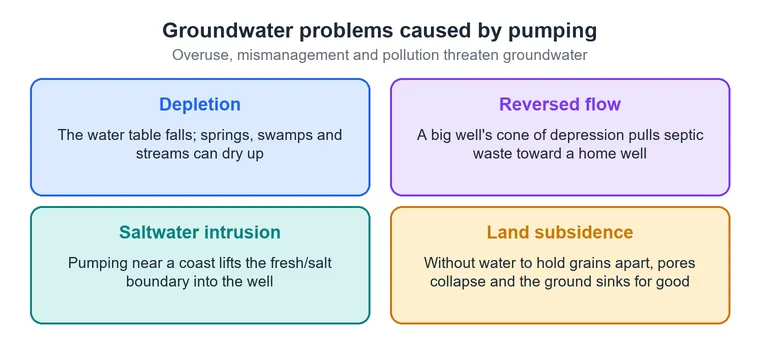 Groundwater problems caused by pumping
Overuse, mismanagement and pollution threaten groundwater
Depletion
The water table falls; springs, swamps and
streams can dry up
Reversed flow
A big well's cone of depression pulls septic
waste toward a home well
Saltwater intrusion
Pumping near a coast lifts the fresh/salt
boundary into the well
Land subsidence
Without water to hold grains apart, pores
collapse and the ground sinks for good